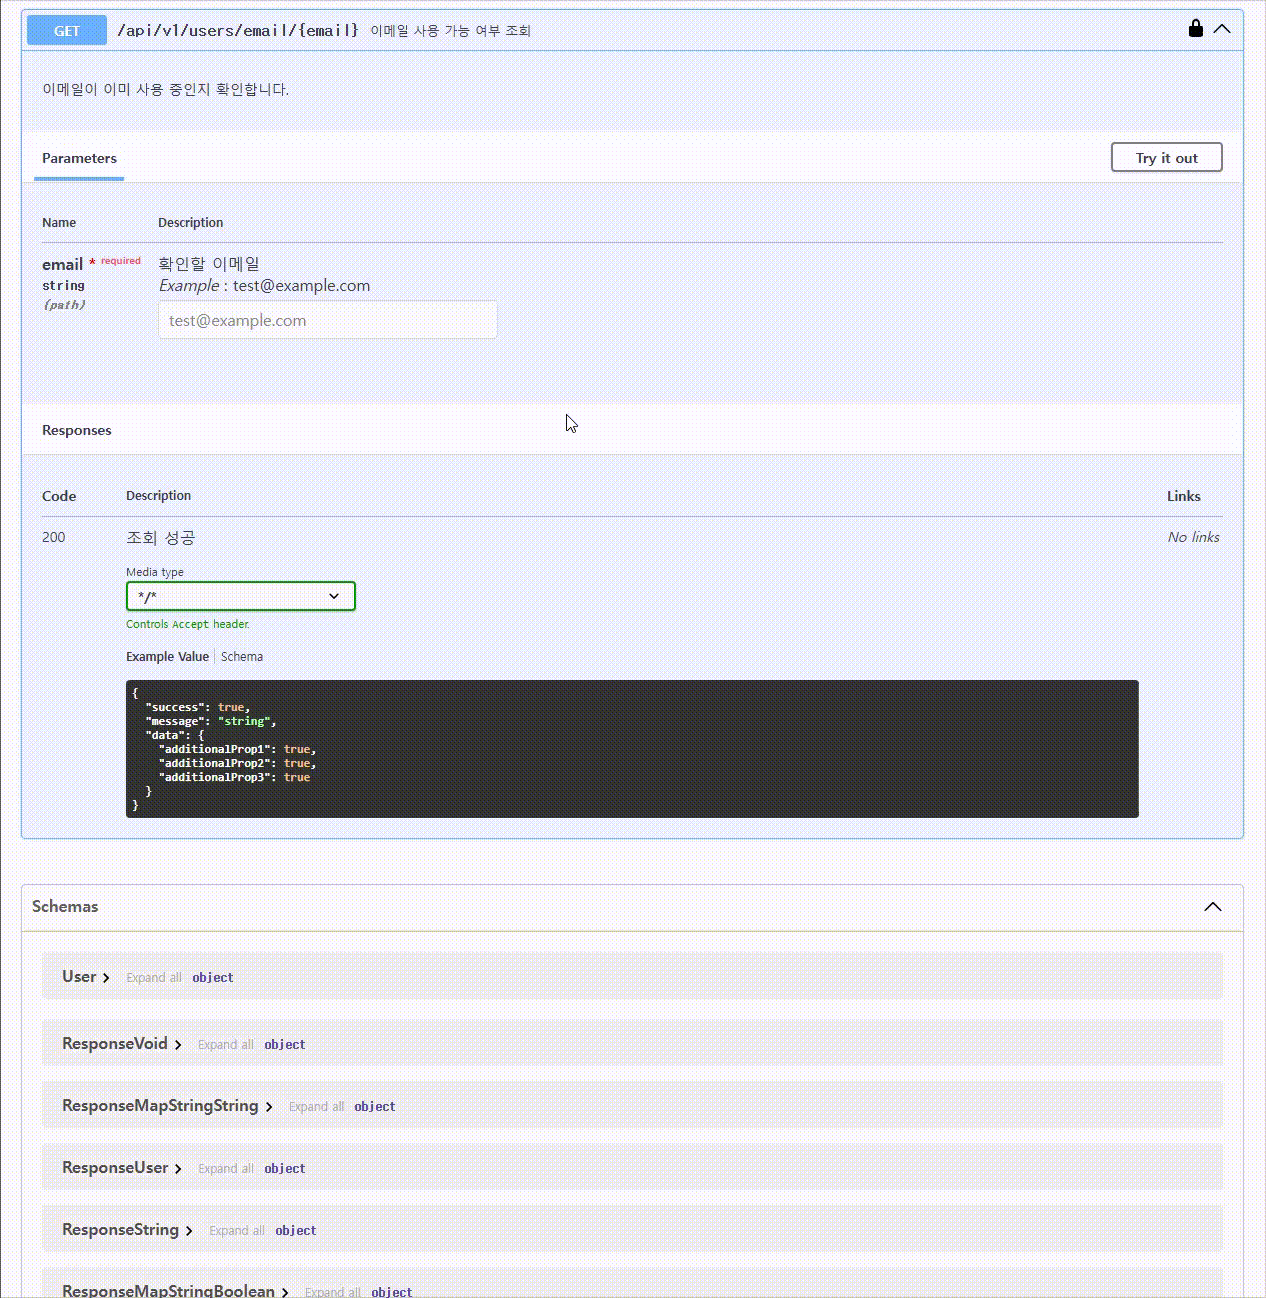 GET /api/v1/users/email/{email} 이메일 사용 가능 여부 조회
이메일이 이미 사용 중인지 확인합니다.
Parameters
Try it out
Name Description
email * required
string
(path)
확인할 이메일
Example : test@example.com
test@example.com
Responses
Code Description Links
200 조회 성공 No links
Media type
*/*
Controls Accept header.
Example Value Schema
{
  "success": true,
  "message": "string",
  "data": {
    "additionalProp1": true,
    "additionalProp2": true,
    "additionalProp3": true
  }
}
Schemas
User Expand all object
ResponseVoid Expand all object
ResponseMapStringString Expand all object
ResponseUser Expand all object
ResponseString Expand all object
ResponseMapStringBoolean Expand all object